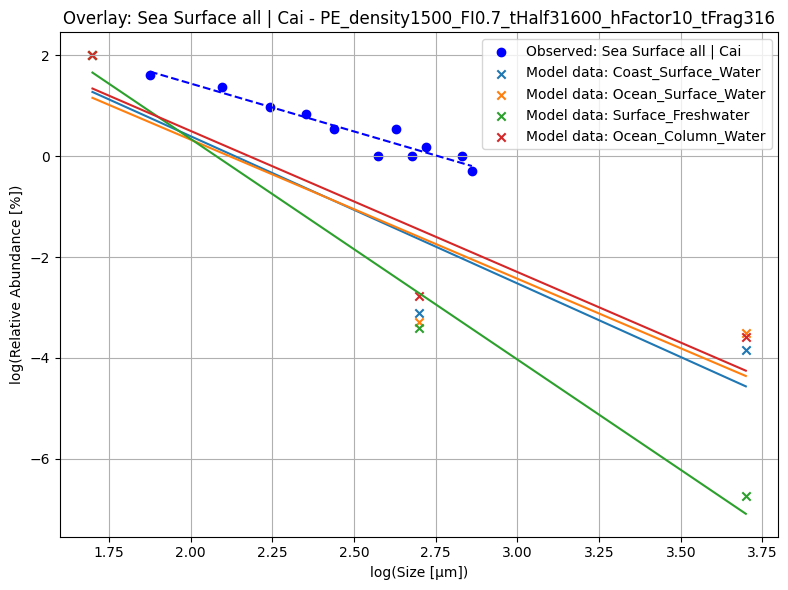 Overlay: Sea Surface all | Cai - PE_density1500_FI0.7_tHalf31600_hFactor10_tFrag316
Observed: Sea Surface all | Cai
Model data: Coast_Surface_Water
Model data: Ocean_Surface_Water
Model data: Surface_Freshwater
Model data: Ocean_Column_Water
log(Relative Abundance [%])
2
0
−2
−4
−6
1.75
2.00
2.25
2.50
2.75
3.00
3.25
3.50
3.75
log(Size [μm])